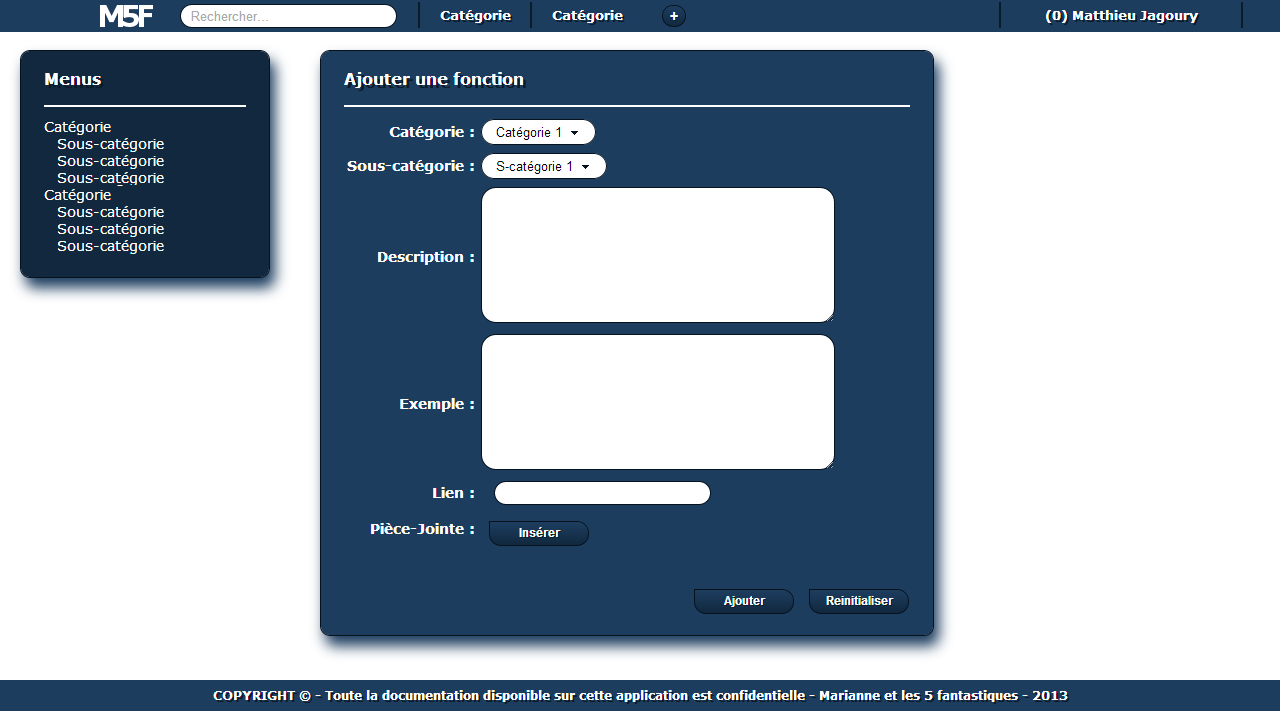 M5F Rechercher... Catégorie Catégorie + (0) Matthieu Jagoury
Menus
Catégorie
Sous-catégorie
Sous-catégorie
Sous-catégorie
Catégorie
Sous-catégorie
Sous-catégorie
Sous-catégorie
Ajouter une fonction
Catégorie : Catégorie 1
Sous-catégorie : S-catégorie 1
Description :
Exemple :
Lien :
Pièce-Jointe : Insérer
Ajouter Reinitialiser
COPYRIGHT © - Toute la documentation disponible sur cette application est confidentielle - Marianne et les 5 fantastiques - 2013